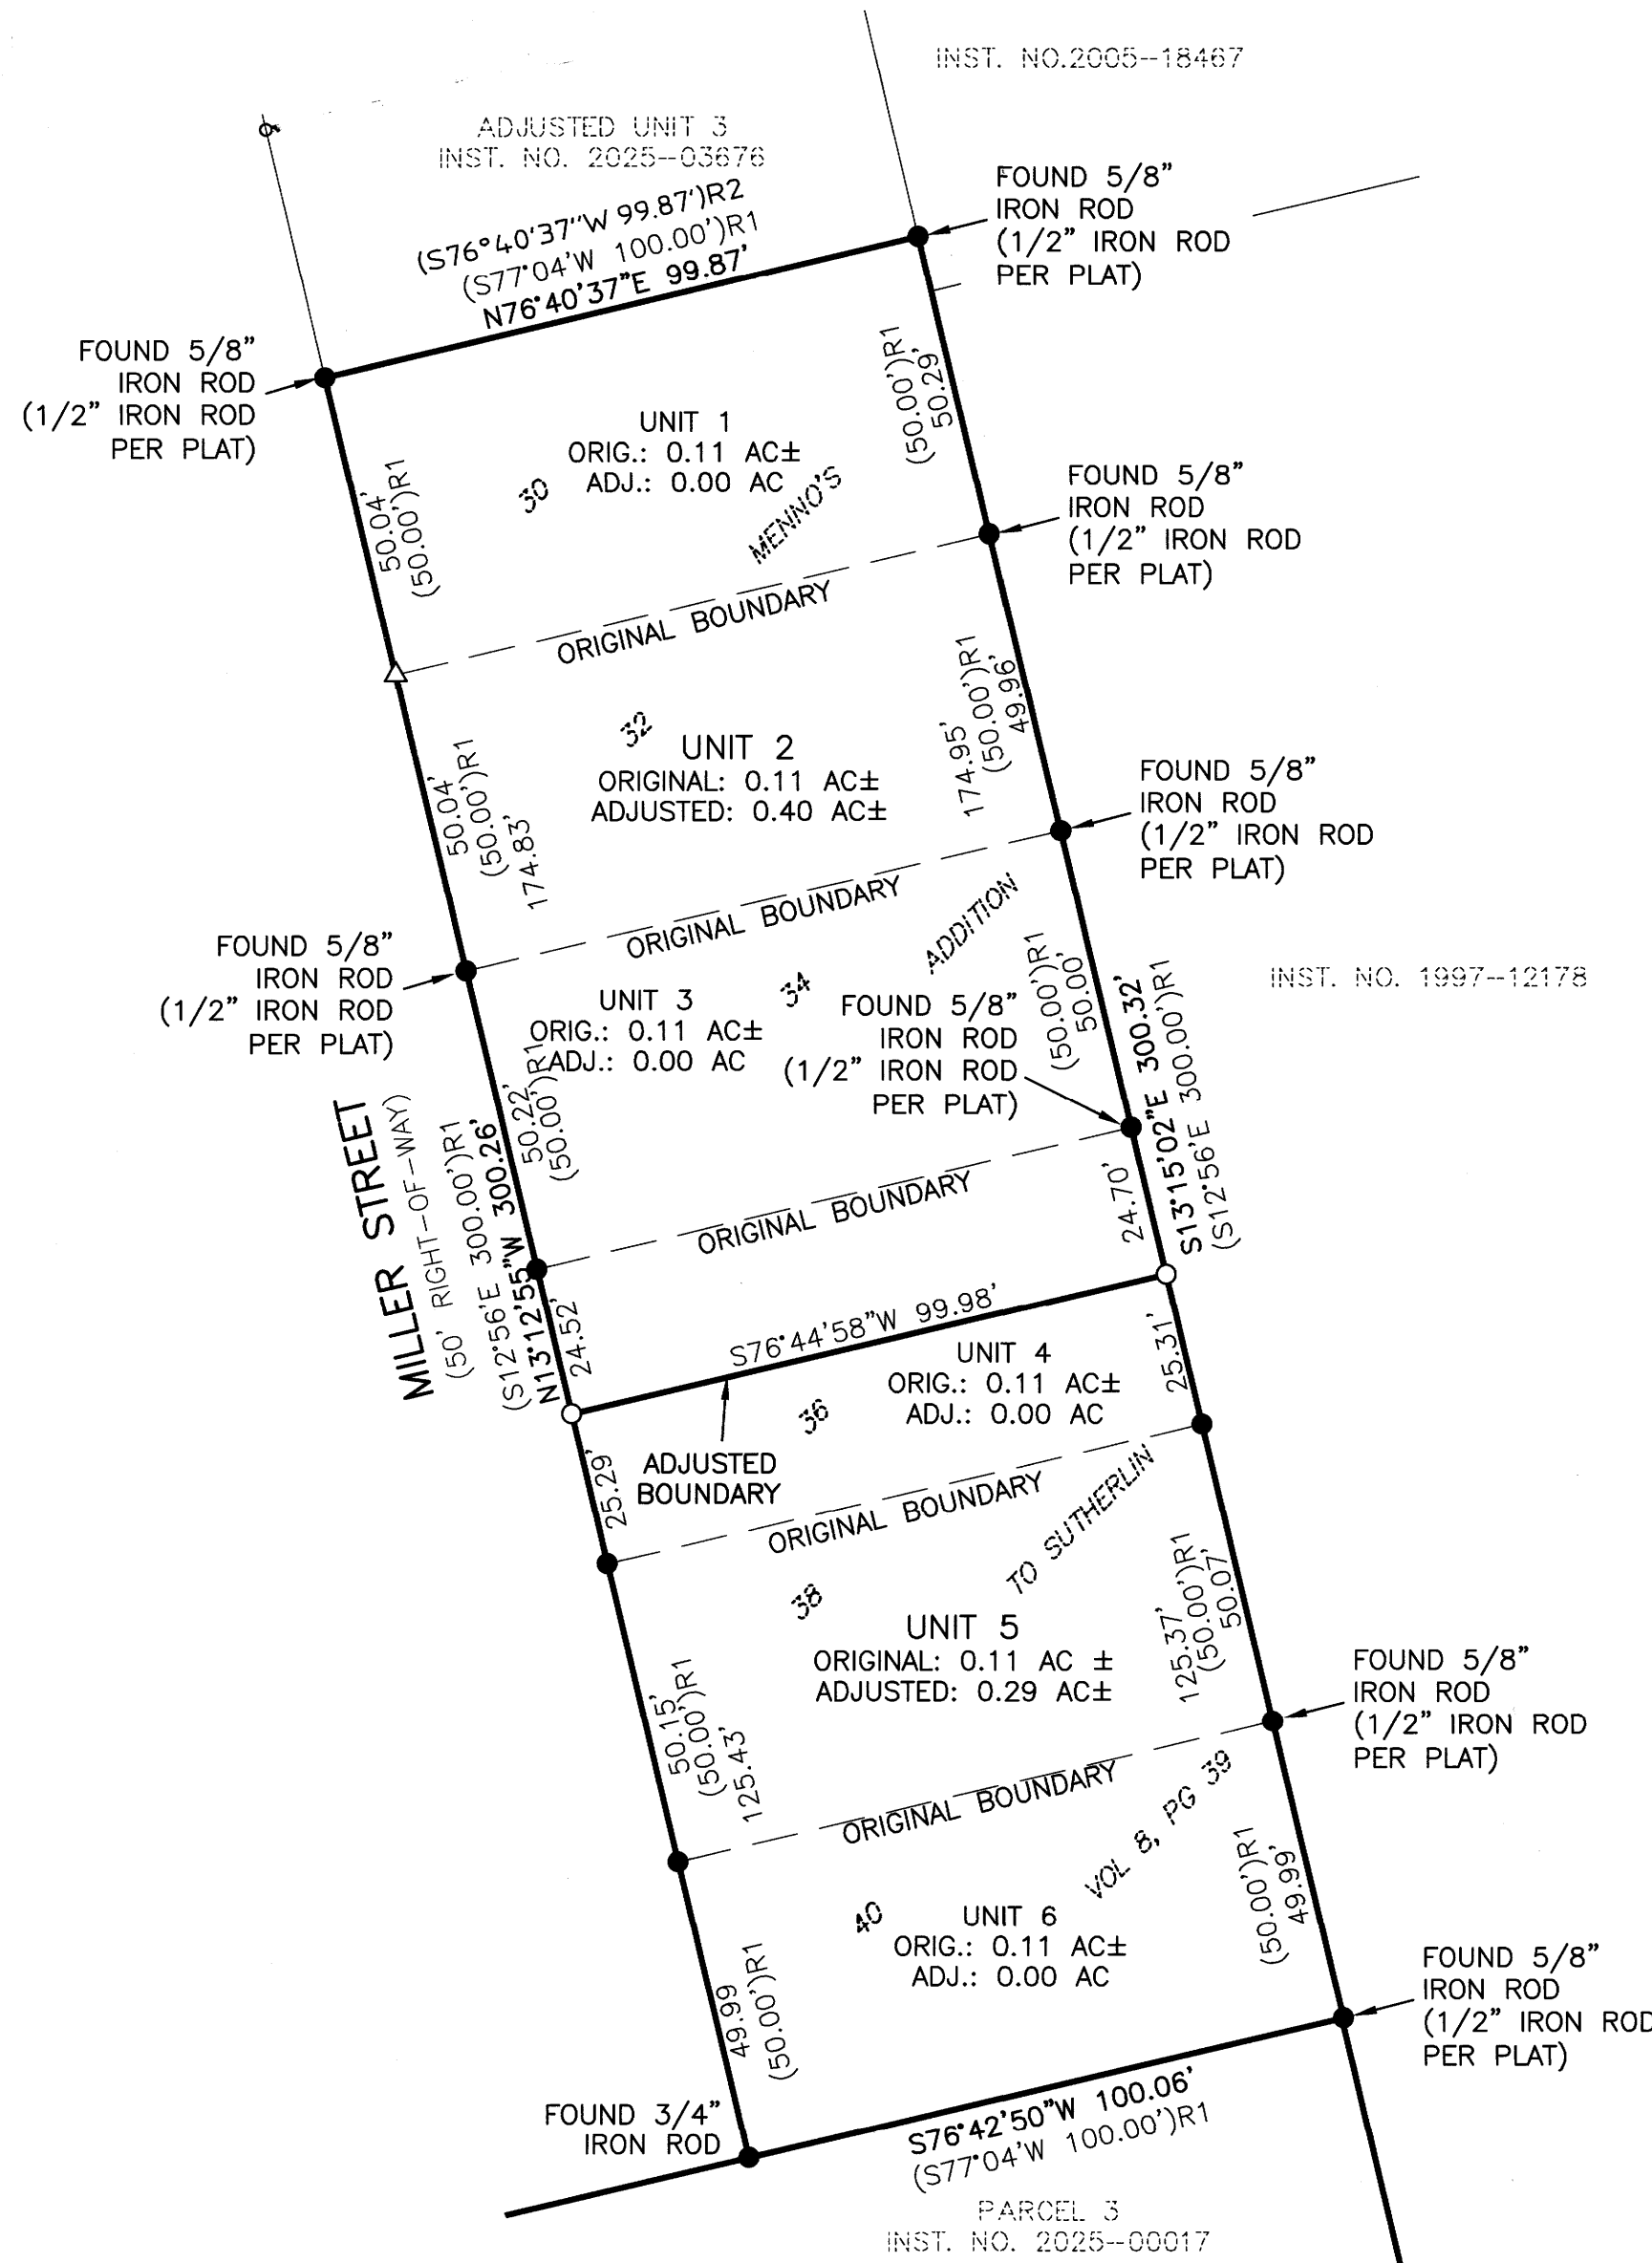 INST. NO.2005--18467
ADJUSTED UNIT 3
INST. NO. 2025--03676
(S76°40'37"W 99.87')R2
(S77°04'W 100.00')R1
N76°40'37"E 99.87'
FOUND 5/8"
IRON ROD
(1/2" IRON ROD
PER PLAT)
FOUND 5/8"
IRON ROD
(1/2" IRON ROD
PER PLAT)
(50.00')R1
50.29'
UNIT 1
ORIG.: 0.11 AC±
ADJ.: 0.00 AC
30
MENNO'S
50.04'
(50.00')R1
FOUND 5/8"
IRON ROD
(1/2" IRON ROD
PER PLAT)
ORIGINAL BOUNDARY
32
UNIT 2
ORIGINAL: 0.11 AC±
ADJUSTED: 0.40 AC±
174.95'
(50.00')R1
49.96'
50.04'
(50.00')R1
174.83'
FOUND 5/8"
IRON ROD
(1/2" IRON ROD
PER PLAT)
ORIGINAL BOUNDARY
ADDITION
FOUND 5/8"
IRON ROD
(1/2" IRON ROD
PER PLAT)
UNIT 3
ORIG.: 0.11 AC±
ADJ.: 0.00 AC
34
FOUND 5/8"
IRON ROD
(1/2" IRON ROD
PER PLAT)
(50.00')R1
50.00'
S13°15'02"E 300.32'
(S12°56'E 300.00')R1
INST. NO. 1997--12178
50.22'
(50.00')R1
MILLER STREET
(50' RIGHT-OF-WAY)
(S12°56'E 300.00')R1
N13°12'55"W 300.26'
ORIGINAL BOUNDARY
24.70'
24.52'
S76°44'58"W 99.98'
UNIT 4
ORIG.: 0.11 AC±
ADJ.: 0.00 AC
36
25.31'
ADJUSTED
BOUNDARY
25.29'
ORIGINAL BOUNDARY
TO SUTHERLIN
38
UNIT 5
ORIGINAL: 0.11 AC ±
ADJUSTED: 0.29 AC±
125.37'
(50.00')R1
50.07'
50.15'
(50.00')R1
125.43'
FOUND 5/8"
IRON ROD
(1/2" IRON ROD
PER PLAT)
ORIGINAL BOUNDARY
VOL 8, PG 39
40
UNIT 6
ORIG.: 0.11 AC±
ADJ.: 0.00 AC
(50.00')R1
49.99'
49.99
(50.00')R1
FOUND 5/8"
IRON ROD
(1/2" IRON ROD
PER PLAT)
FOUND 3/4"
IRON ROD
S76°42'50"W 100.06'
(S77°04'W 100.00')R1
PARCEL 3
INST. NO. 2025--00017